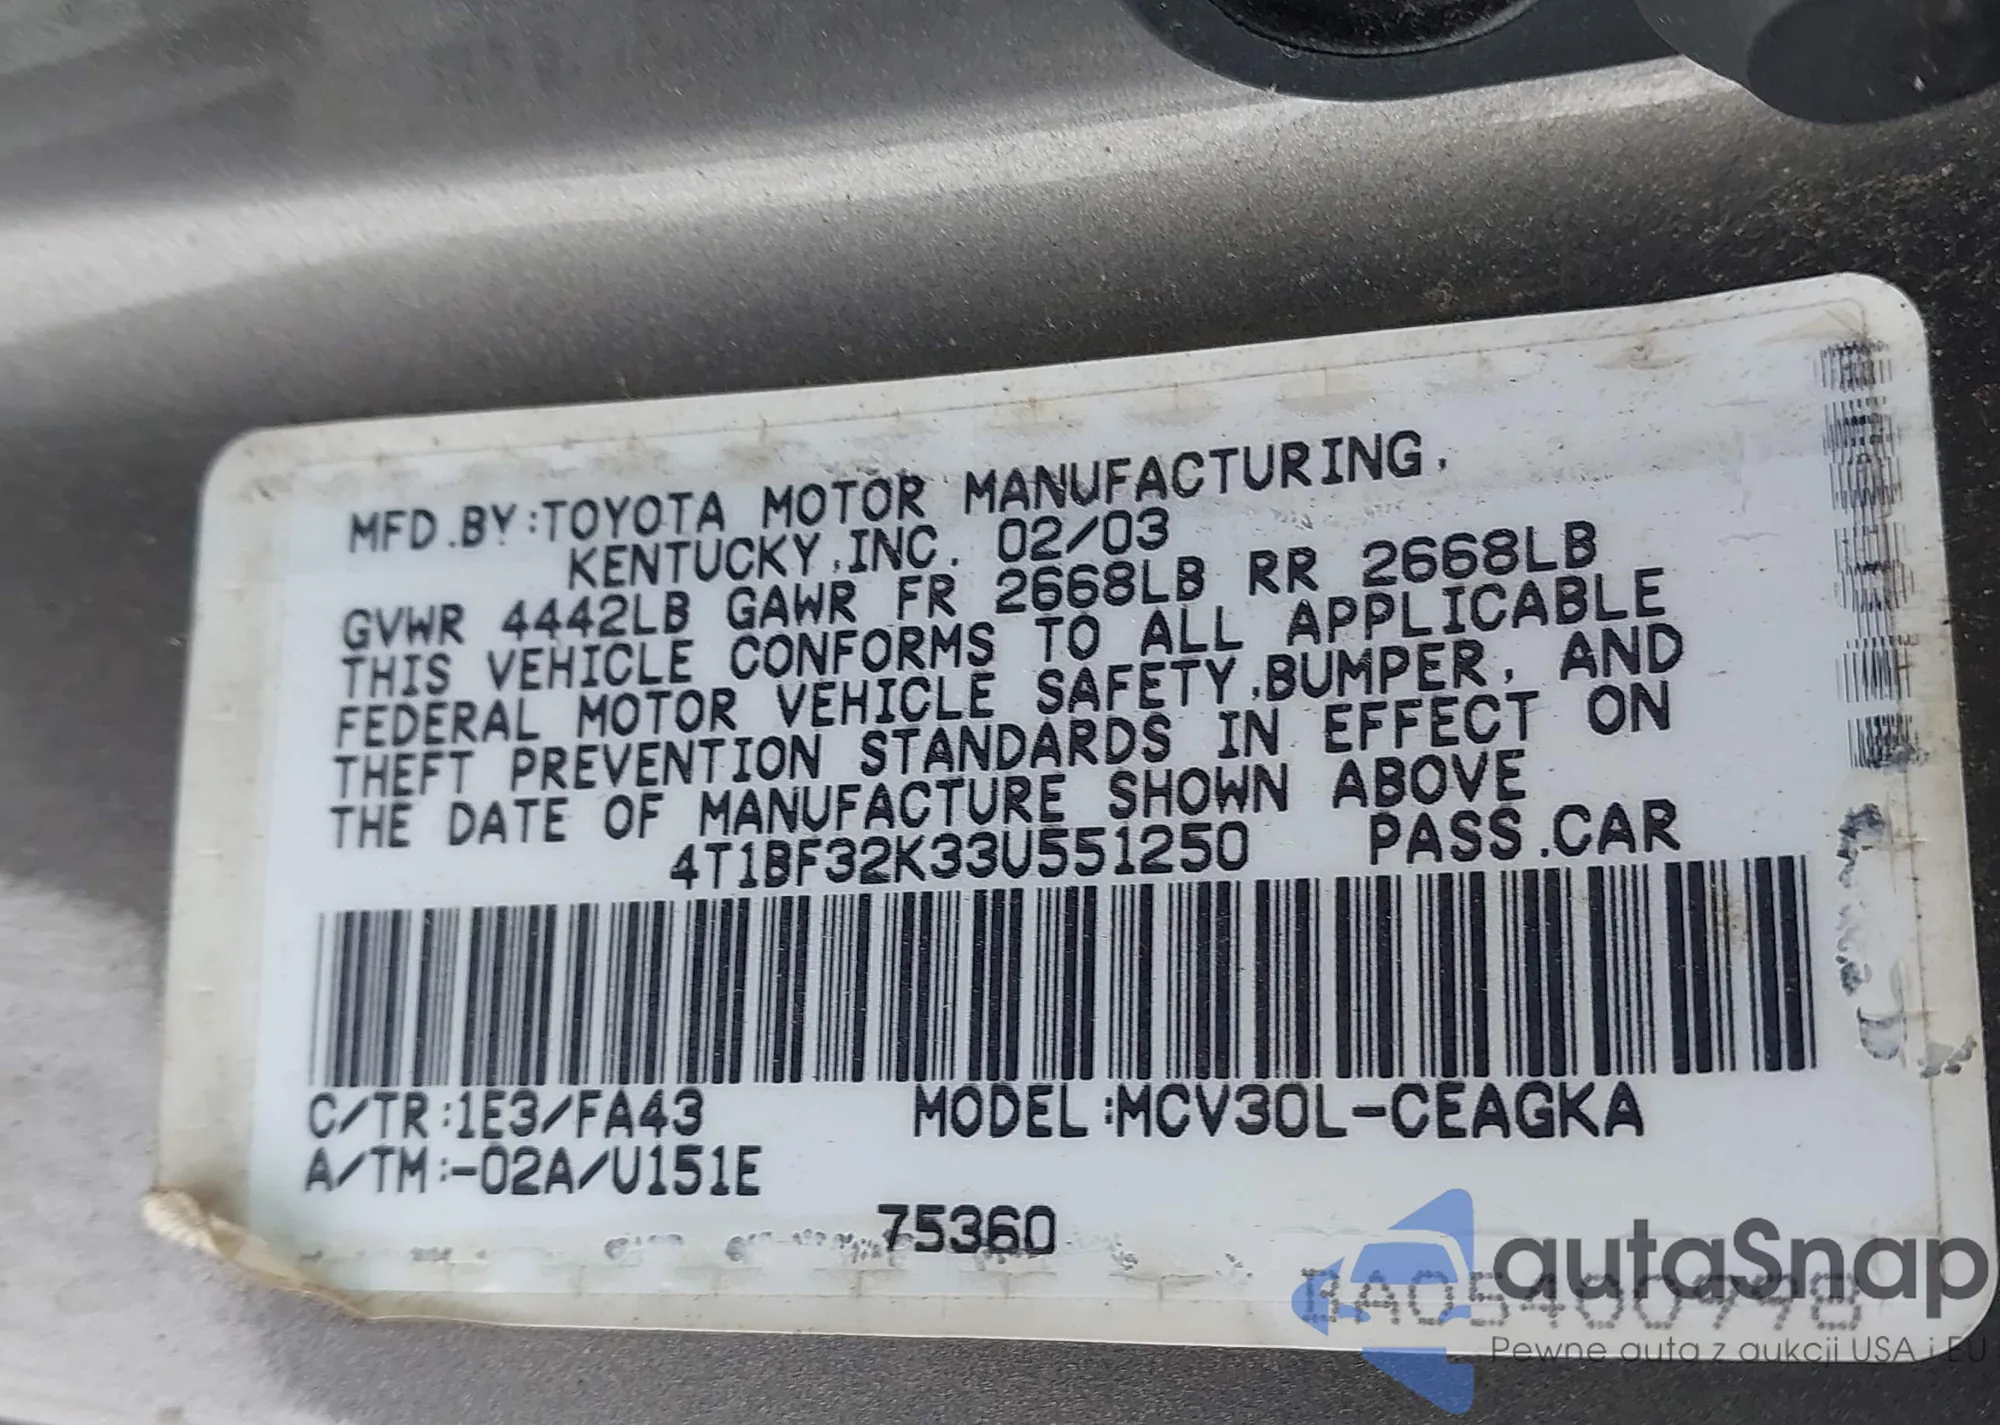 MFD.BY:TOYOTA MOTOR MANUFACTURING,
KENTUCKY,INC. 02/03
GVWR 4442LB GAWR FR 2668LB RR 2668LB
THIS VEHICLE CONFORMS TO ALL APPLICABLE
FEDERAL MOTOR VEHICLE SAFETY,BUMPER, AND
THEFT PREVENTION STANDARDS IN EFFECT ON
THE DATE OF MANUFACTURE SHOWN ABOVE
4T1BF32K33U551250 PASS.CAR
C/TR:1E3/FA43 MODEL:MCV30L-CEAGKA
A/TM:-02A/U151E
75360
autaSnap
Pewne auta z aukcji USA i EU